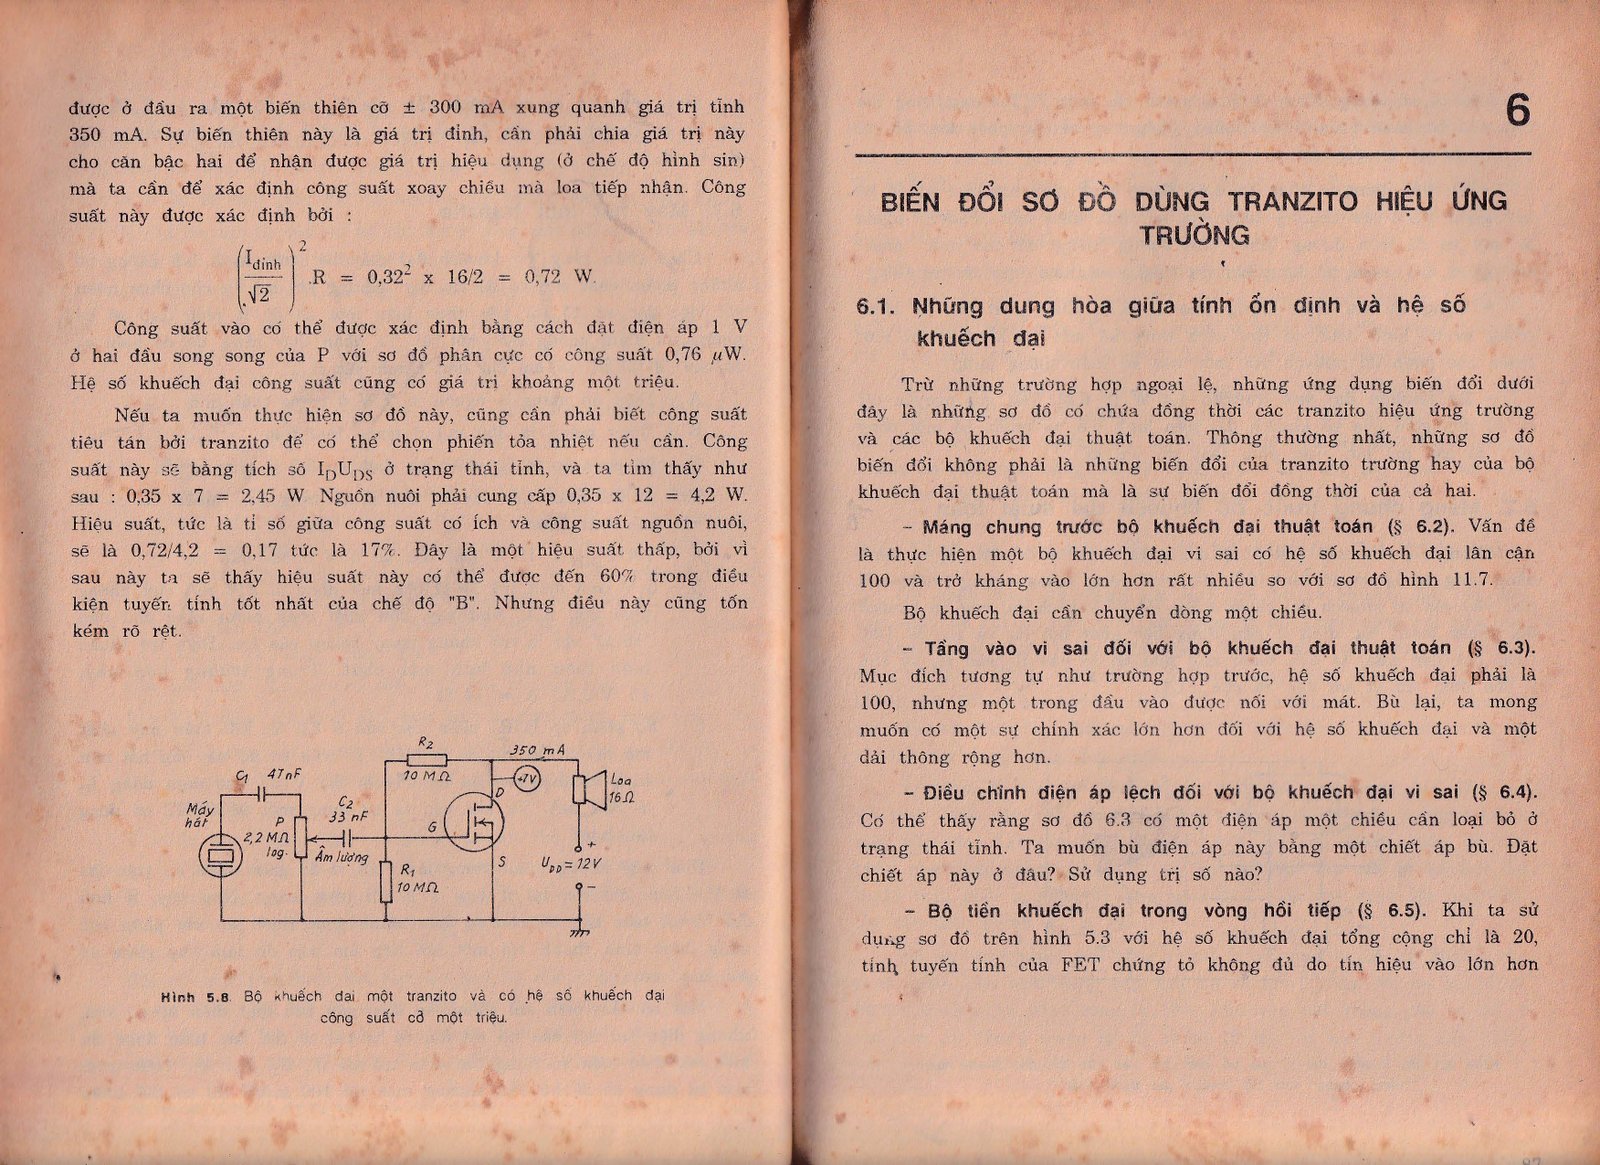 được ở đầu ra một biến thiên cỡ ± 300 mA xung quanh giá trị tĩnh
350 mA. Sự biến thiên này là giá trị đỉnh, cần phải chia giá trị này
cho căn bậc hai để nhận được giá trị hiệu dụng (ở chế độ hình sin)
mà ta cần để xác định công suất xoay chiều mà loa tiếp nhận. Công
suất này được xác định bởi :
(I_đỉnh / √2)² .R = 0,32² x 16/2 = 0,72 W.
Công suất vào có thể được xác định bằng cách đặt điện áp 1 V
ở hai đầu song song của P với sơ đồ phân cực có công suất 0,76 µW.
Hệ số khuếch đại công suất cũng có giá trị khoảng một triệu.
Nếu ta muốn thực hiện sơ đồ này, cũng cần phải biết công suất
tiêu tán bởi tranzito để có thể chọn phiến tỏa nhiệt nếu cần. Công
suất này sẽ bằng tích số I_DU_DS ở trạng thái tĩnh, và ta tìm thấy như
sau : 0,35 x 7 = 2,45 W Nguồn nuôi phải cung cấp 0,35 x 12 = 4,2 W.
Hiệu suất, tức là tỉ số giữa công suất có ích và công suất nguồn nuôi,
sẽ là 0,72/4,2 = 0,17 tức là 17%. Đây là một hiệu suất thấp, bởi vì
sau này ta sẽ thấy hiệu suất này có thể được đến 60% trong điều
kiện tuyến tính tốt nhất của chế độ "B". Nhưng điều này cũng tốn
kém rõ rệt.
R2
10 MΩ
350 mA
+7V
C1 47nF
Máy
hát
P
2,2 MΩ
log.
C2
33 nF
Âm lượng
G
D
S
R1
10 MΩ
Loa
16Ω
+
U_DD = 12V
−
Hình 5.8. Bộ khuếch đai một tranzito và có hệ số khuếch đại
công suất cỡ một triệu.
6
BIẾN ĐỔI SƠ ĐỒ DÙNG TRANZITO HIỆU ỨNG
TRƯỜNG
6.1. Những dung hòa giữa tính ổn định và hệ số
khuếch đại
Trừ những trường hợp ngoại lệ, những ứng dụng biến đổi dưới
đây là những sơ đồ có chứa đồng thời các tranzito hiệu ứng trường
và các bộ khuếch đại thuật toán. Thông thường nhất, những sơ đồ
biến đổi không phải là những biến đổi của tranzito trường hay của bộ
khuếch đại thuật toán mà là sự biến đổi đồng thời của cả hai.
– Máng chung trước bộ khuếch đại thuật toán (§ 6.2). Vấn đề
là thực hiện một bộ khuếch đại vi sai có hệ số khuếch đại lân cận
100 và trở kháng vào lớn hơn rất nhiều so với sơ đồ hình 11.7.
Bộ khuếch đại cần chuyển dòng một chiều.
– Tầng vào vi sai đối với bộ khuếch đại thuật toán (§ 6.3).
Mục đích tương tự như trường hợp trước, hệ số khuếch đại phải là
100, nhưng một trong đầu vào được nối với mát. Bù lại, ta mong
muốn có một sự chính xác lớn hơn đối với hệ số khuếch đại và một
dải thông rộng hơn.
– Điều chỉnh điện áp lệch đối với bộ khuếch đại vi sai (§ 6.4).
Có thể thấy rằng sơ đồ 6.3 có một điện áp một chiều cần loại bỏ ở
trạng thái tĩnh. Ta muốn bù điện áp này bằng một chiết áp bù. Đặt
chiết áp này ở đâu? Sử dụng trị số nào?
– Bộ tiền khuếch đại trong vòng hồi tiếp (§ 6.5). Khi ta sử
dụng sơ đồ trên hình 5.3 với hệ số khuếch đại tổng cộng chỉ là 20,
tính tuyến tính của FET chứng tỏ không đủ do tín hiệu vào lớn hơn